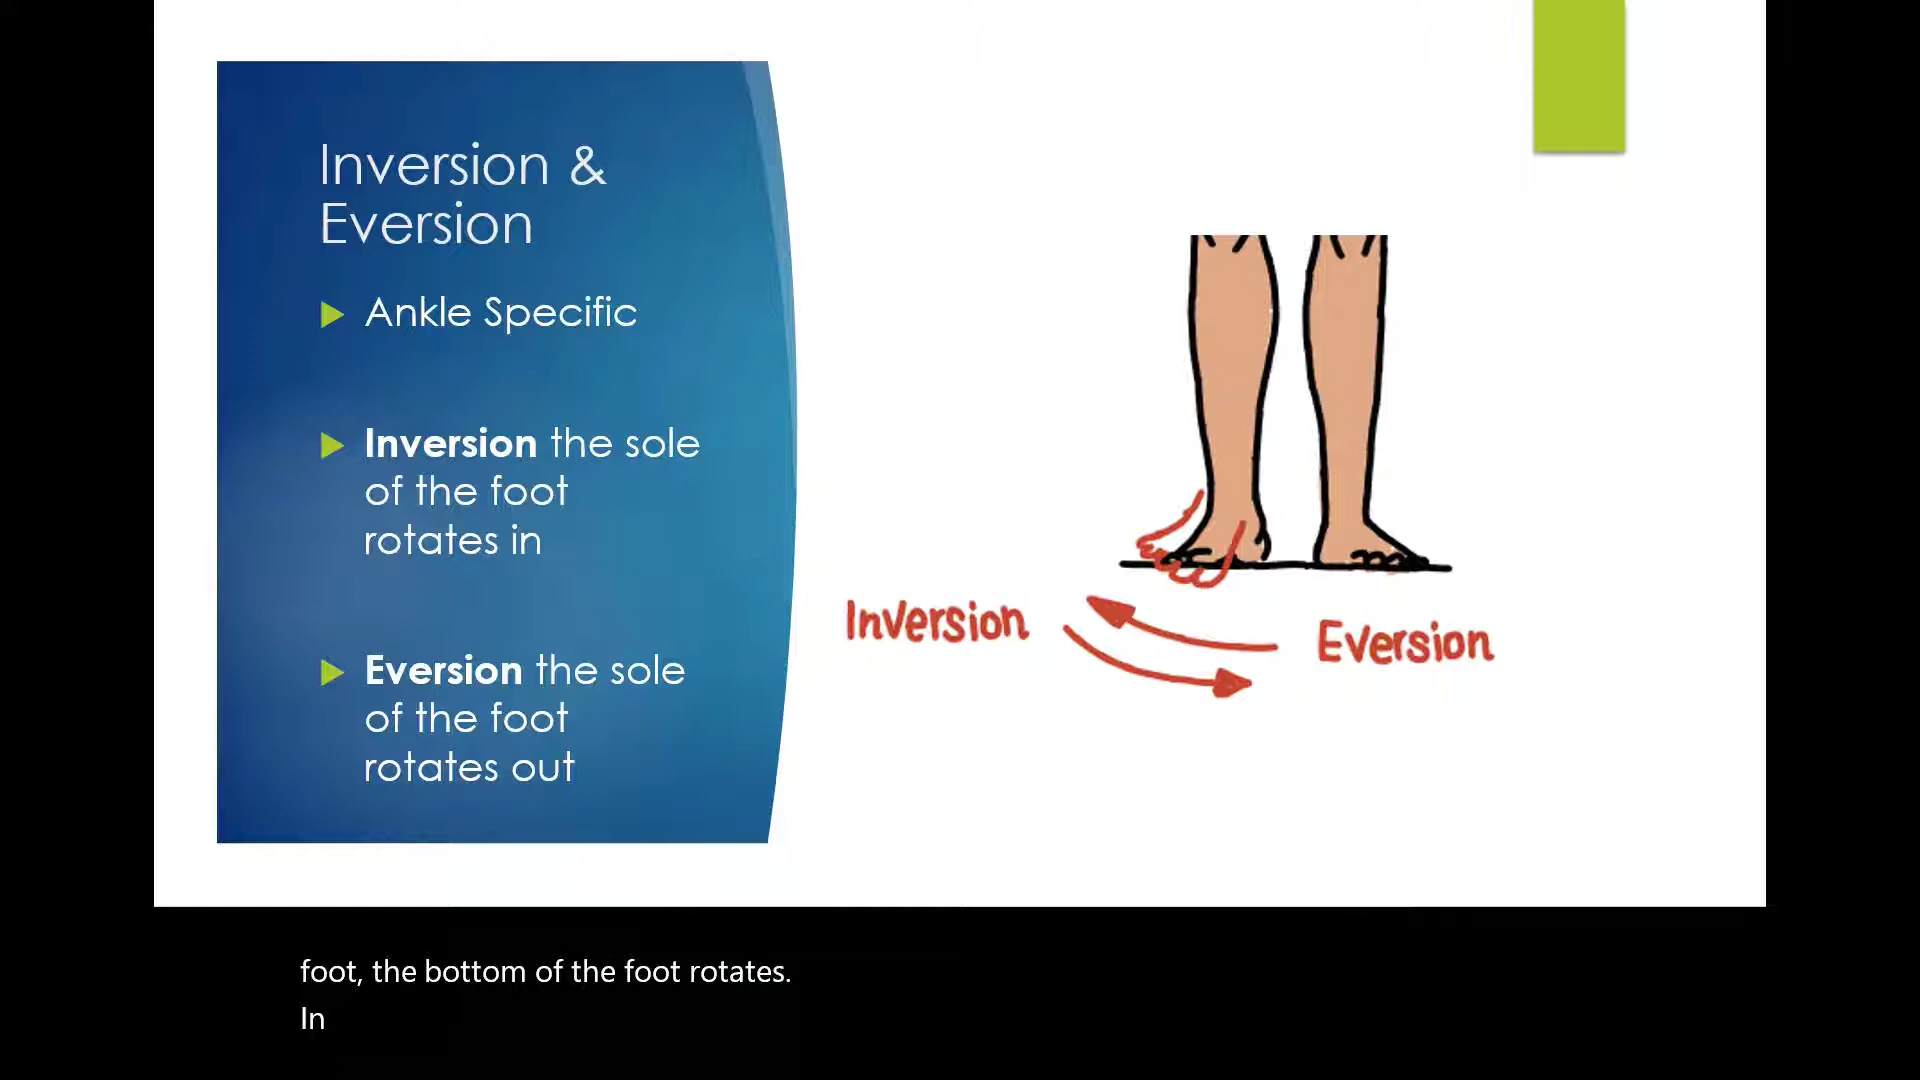 Inversion &
Eversion
Ankle Specific
Inversion the sole
of the foot
rotates in
Eversion the sole
of the foot
rotates out
Inversion
Eversion
foot, the bottom of the foot rotates.
In